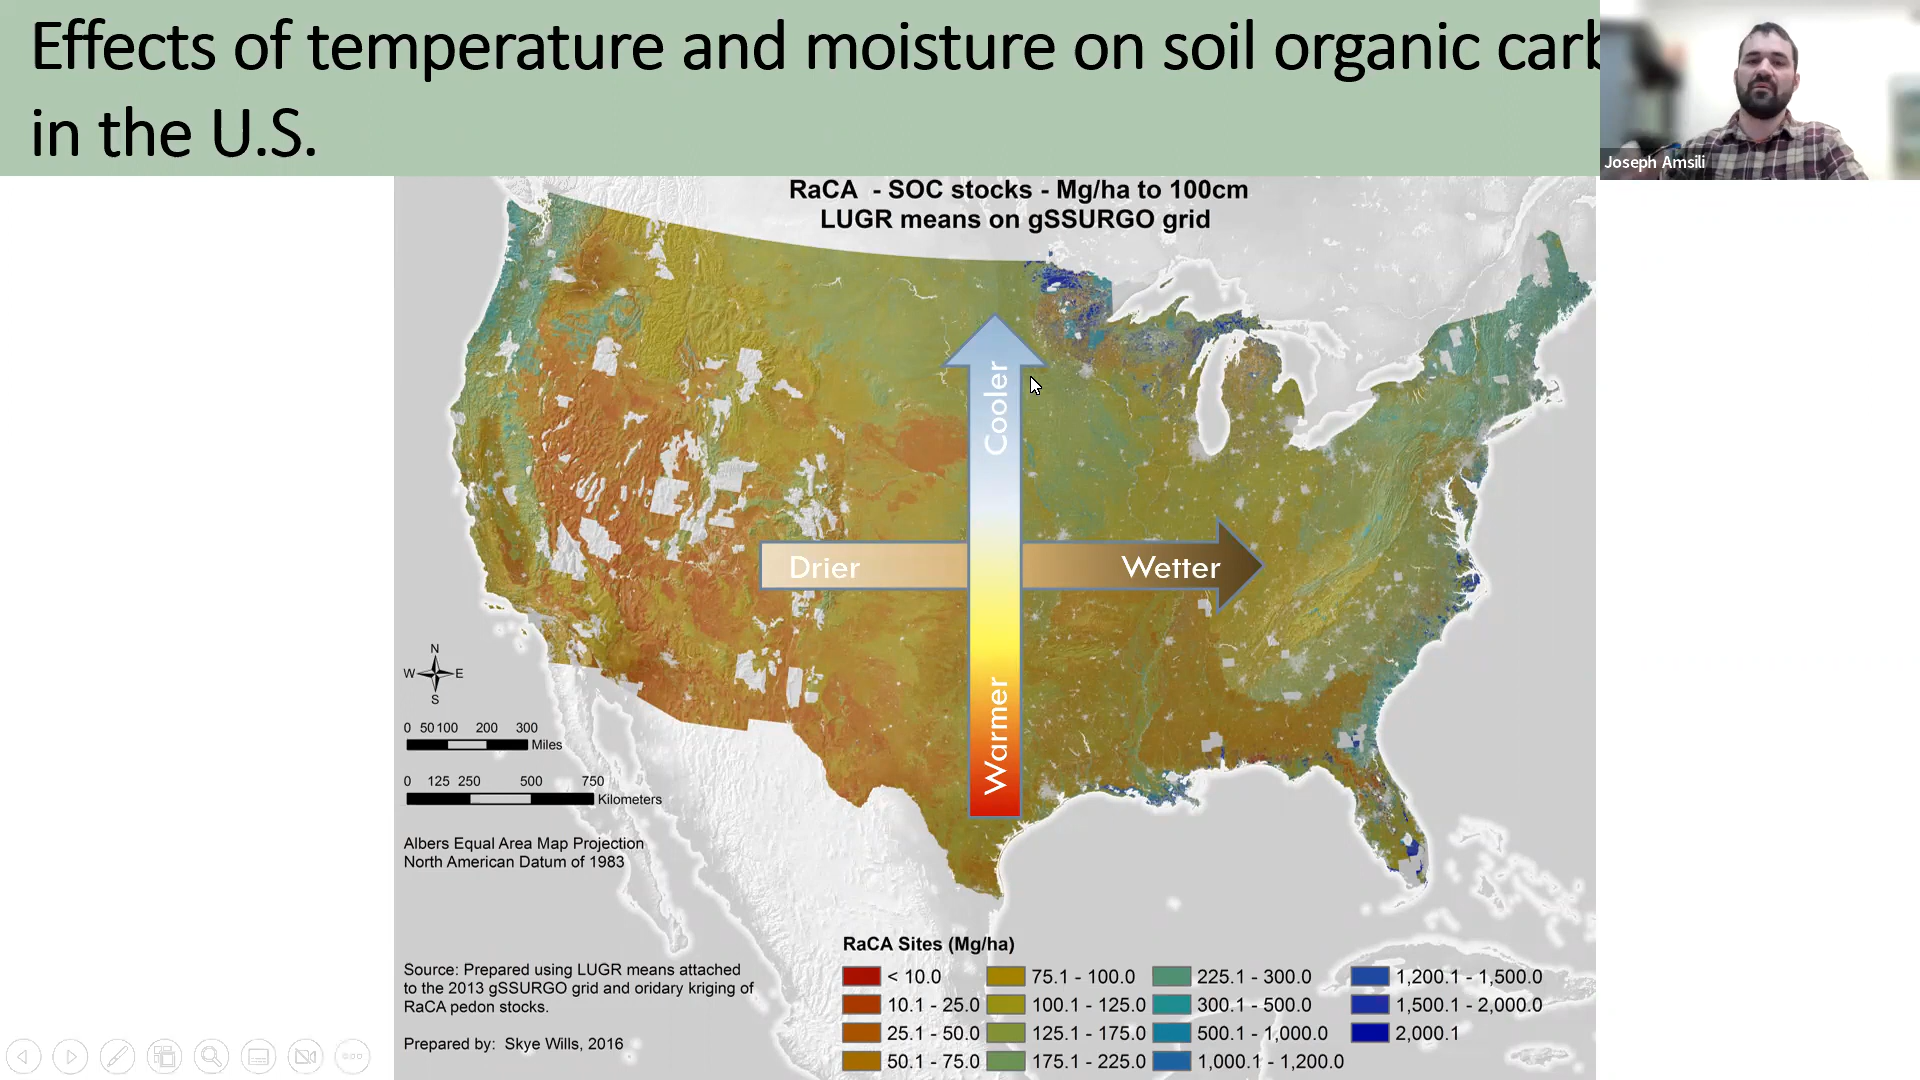 Effects of temperature and moisture on soil organic carb
in the U.S.
Joseph Amsili
RaCA - SOC stocks - Mg/ha to 100cm
LUGR means on gSSURGO grid
Cooler
Drier
Wetter
Warmer
N
W E
S
0 50 100 200 300
Miles
0 125 250 500 750
Kilometers
Albers Equal Area Map Projection
North American Datum of 1983
Source: Prepared using LUGR means attached
to the 2013 gSSURGO grid and oridary kriging of
RaCA pedon stocks.
Prepared by: Skye Wills, 2016
RaCA Sites (Mg/ha)
< 10.0
10.1 - 25.0
25.1 - 50.0
50.1 - 75.0
75.1 - 100.0
100.1 - 125.0
125.1 - 175.0
175.1 - 225.0
225.1 - 300.0
300.1 - 500.0
500.1 - 1,000.0
1,000.1 - 1,200.0
1,200.1 - 1,500.0
1,500.1 - 2,000.0
2,000.1